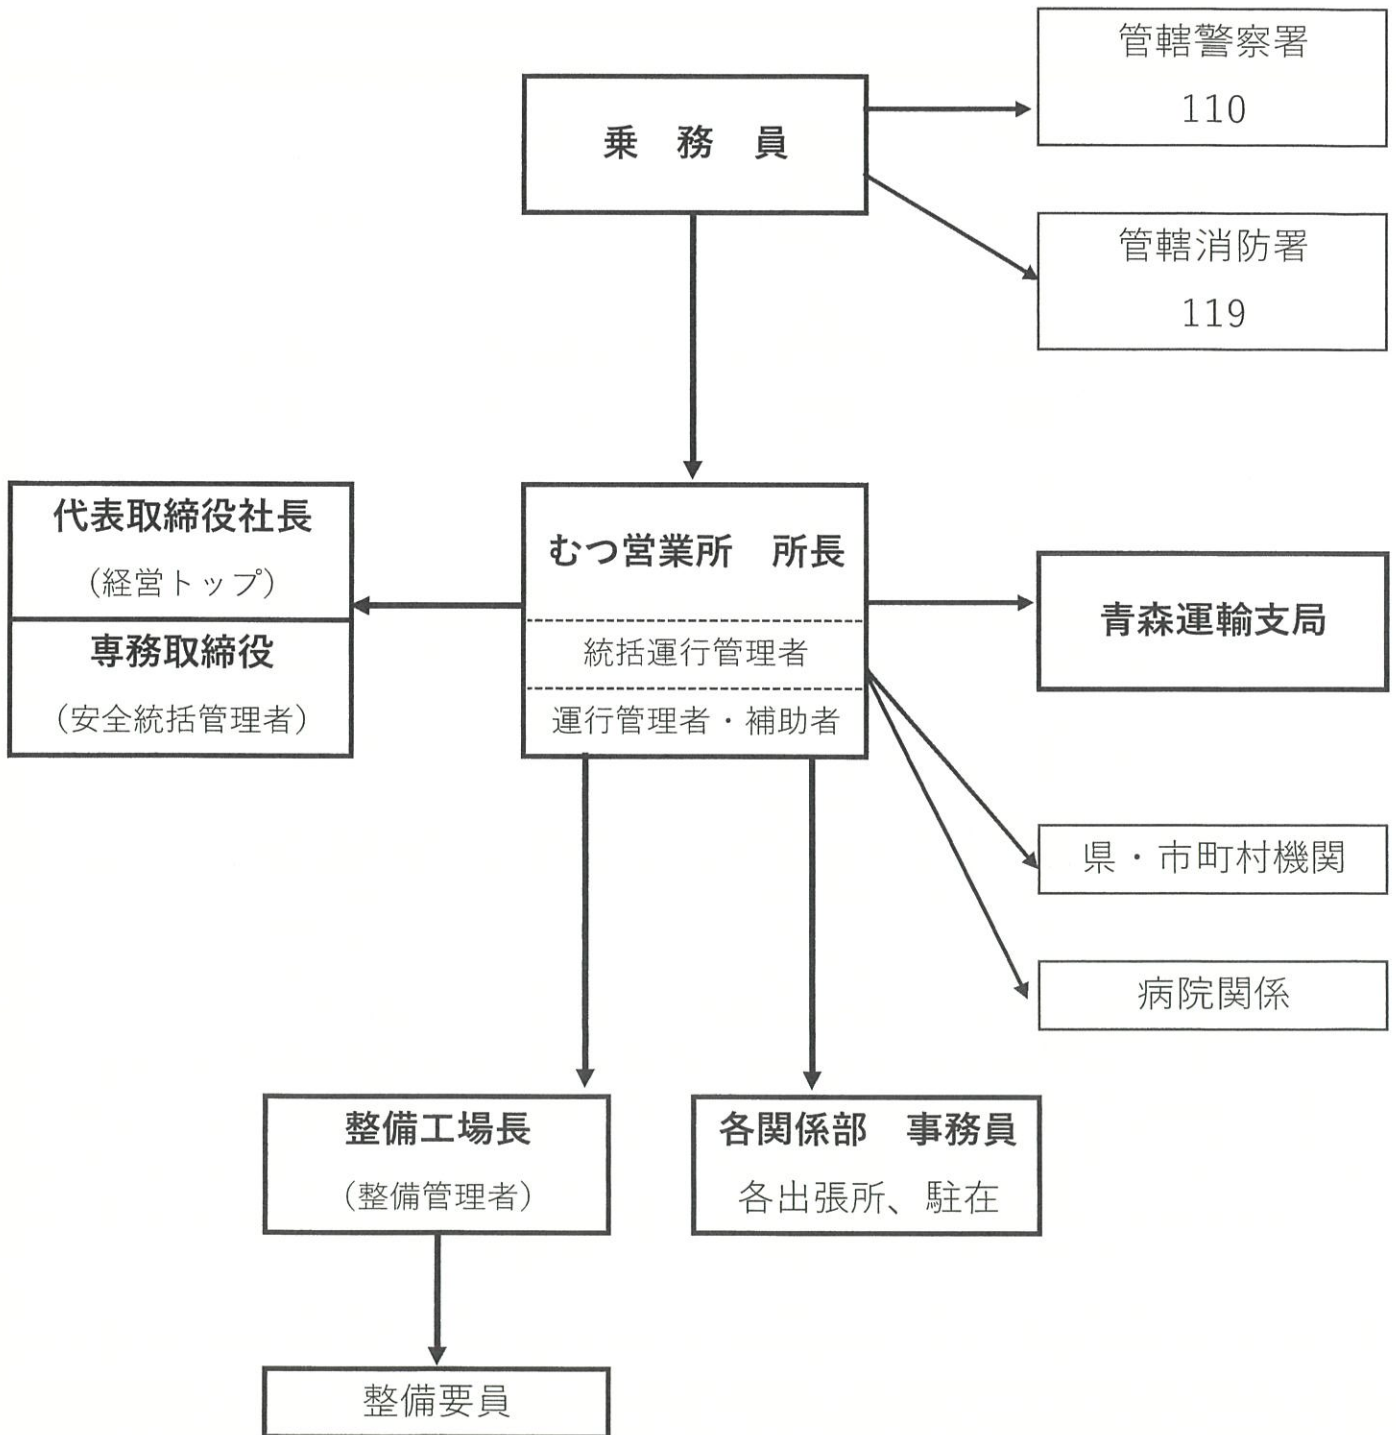 管轄警察署
110
乗　務　員
管轄消防署
119
代表取締役社長
（経営トップ）
専務取締役
（安全統括管理者）
むつ営業所　所長
統括運行管理者
運行管理者・補助者
青森運輸支局
県・市町村機関
病院関係
整備工場長
（整備管理者）
各関係部　事務員
各出張所、駐在
整備要員